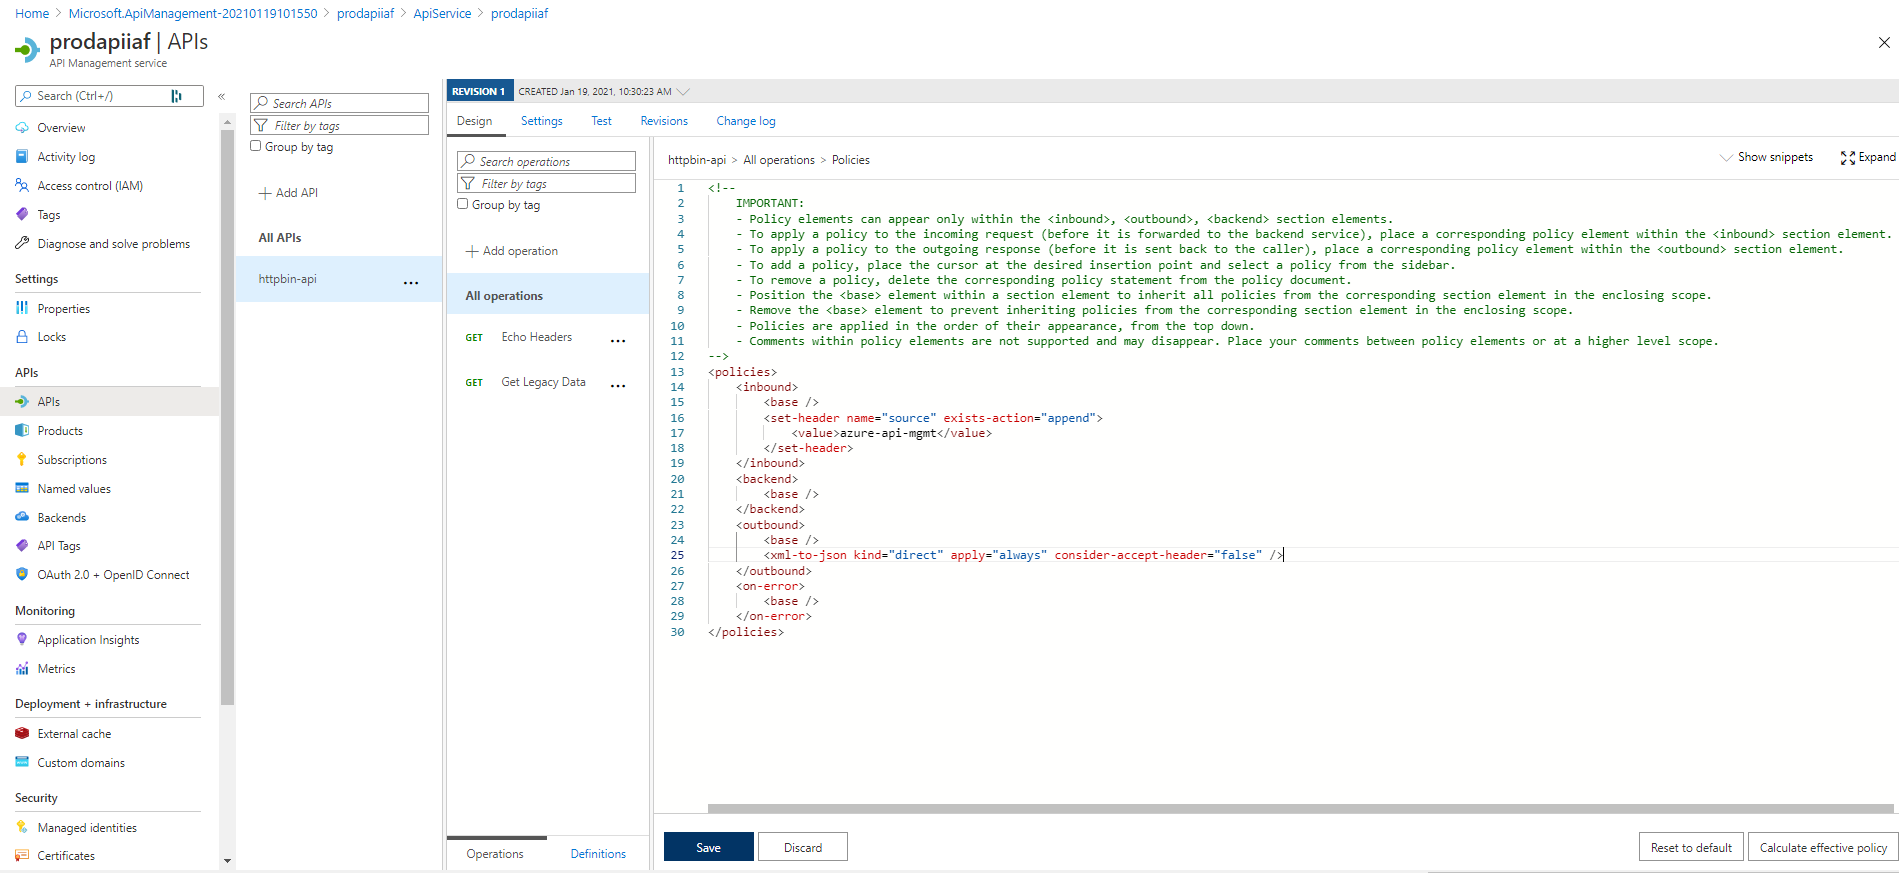 Home > Microsoft.ApiManagement-20210119101550 > prodapiiaf > ApiService > prodapiiaf
prodapiiaf | APIs
API Management service
Search (Ctrl+/)
Overview
Activity log
Access control (IAM)
Tags
Diagnose and solve problems
Settings
Properties
Locks
APIs
APIs
Products
Subscriptions
Named values
Backends
API Tags
OAuth 2.0 + OpenID Connect
Monitoring
Application Insights
Metrics
Deployment + infrastructure
External cache
Custom domains
Security
Managed identities
Certificates
Search APIs
Filter by tags
Group by tag
Add API
All APIs
httpbin-api ...
REVISION 1 CREATED Jan 19, 2021, 10:30:23 AM
Design Settings Test Revisions Change log
Search operations
Filter by tags
Group by tag
Add operation
All operations
GET Echo Headers ...
GET Get Legacy Data ...
Operations Definitions
httpbin-api > All operations > Policies
Show snippets Expand
1 <!--
2 IMPORTANT:
3 - Policy elements can appear only within the <inbound>, <outbound>, <backend> section elements.
4 - To apply a policy to the incoming request (before it is forwarded to the backend service), place a corresponding policy element within the <inbound> section element.
5 - To apply a policy to the outgoing response (before it is sent back to the caller), place a corresponding policy element within the <outbound> section element.
6 - To add a policy, place the cursor at the desired insertion point and select a policy from the sidebar.
7 - To remove a policy, delete the corresponding policy statement from the policy document.
8 - Position the <base> element within a section element to inherit all policies from the corresponding section element in the enclosing scope.
9 - Remove the <base> element to prevent inheriting policies from the corresponding section element in the enclosing scope.
10 - Policies are applied in the order of their appearance, from the top down.
11 - Comments within policy elements are not supported and may disappear. Place your comments between policy elements or at a higher level scope.
12 -->
13 <policies>
14 <inbound>
15 <base />
16 <set-header name="source" exists-action="append">
17 <value>azure-api-mgmt</value>
18 </set-header>
19 </inbound>
20 <backend>
21 <base />
22 </backend>
23 <outbound>
24 <base />
25 <xml-to-json kind="direct" apply="always" consider-accept-header="false" />
26 </outbound>
27 <on-error>
28 <base />
29 </on-error>
30 </policies>
Save Discard Reset to default Calculate effective policy